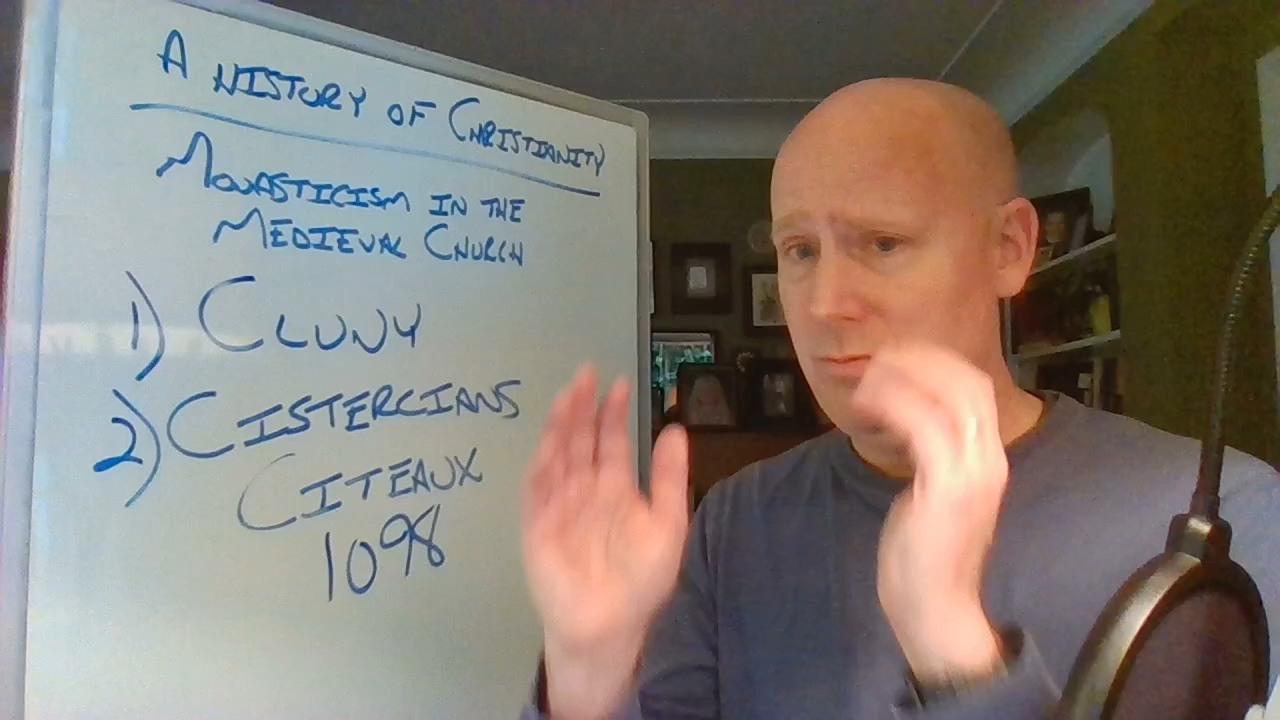 A HISTORY OF CHRISTIANITY
MONASTICISM IN THE
MEDIEVAL CHURCH
1) CLUNY
2) CISTERCIANS
CITEAUX
1098